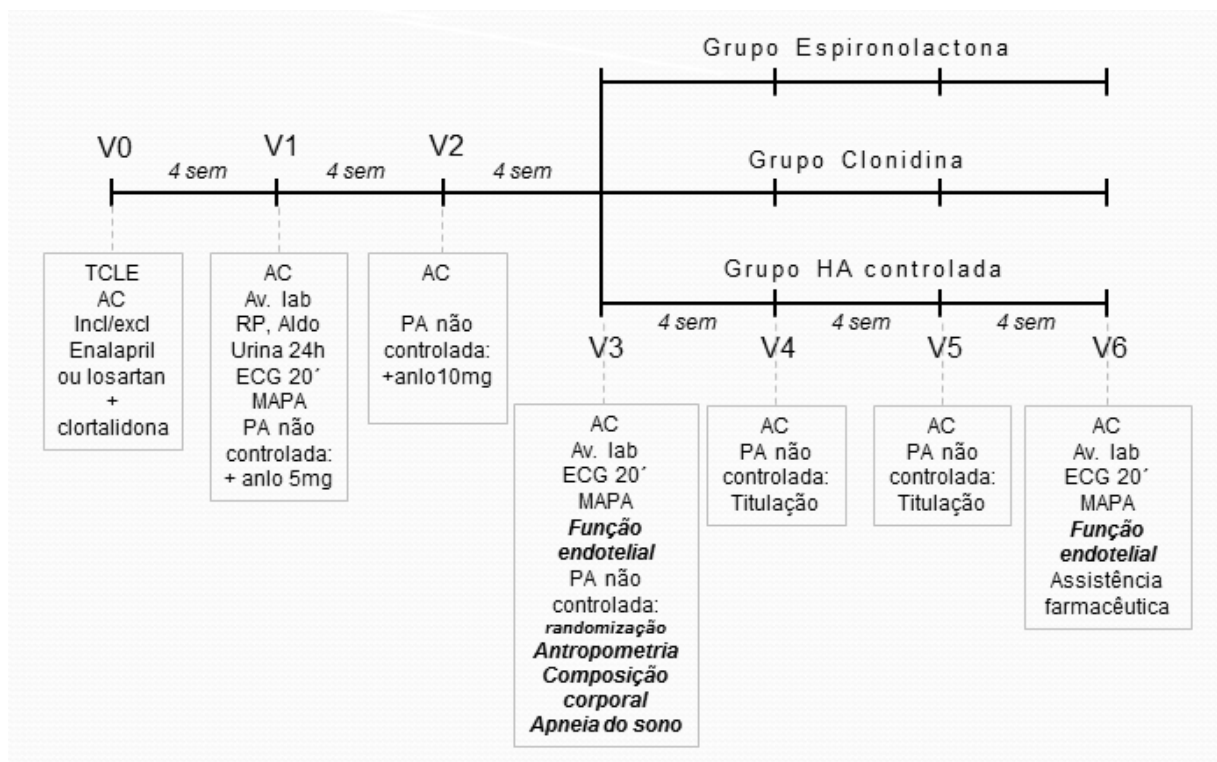 Grupo Espironolactona
V0
V1
V2
4 sem
4 sem
4 sem
Grupo Clonidina
Grupo HA controlada
4 sem
4 sem
4 sem
V3
V4
V5
V6
TCLE
AC
Incl/excl
Enalapril
ou losartan
+
clortalidona
AC
Av. lab
RP, Aldo
Urina 24h
ECG 20´
MAPA
PA não
controlada:
+ anlo 5mg
AC
PA não
controlada:
+anlo10mg
AC
Av. lab
ECG 20´
MAPA
Função
endotelial
PA não
controlada:
randomização
Antropometria
Composição
corporal
Apneia do sono
AC
PA não
controlada:
Titulação
AC
PA não
controlada:
Titulação
AC
Av. lab
ECG 20´
MAPA
Função
endotelial
Assistência
farmacêutica